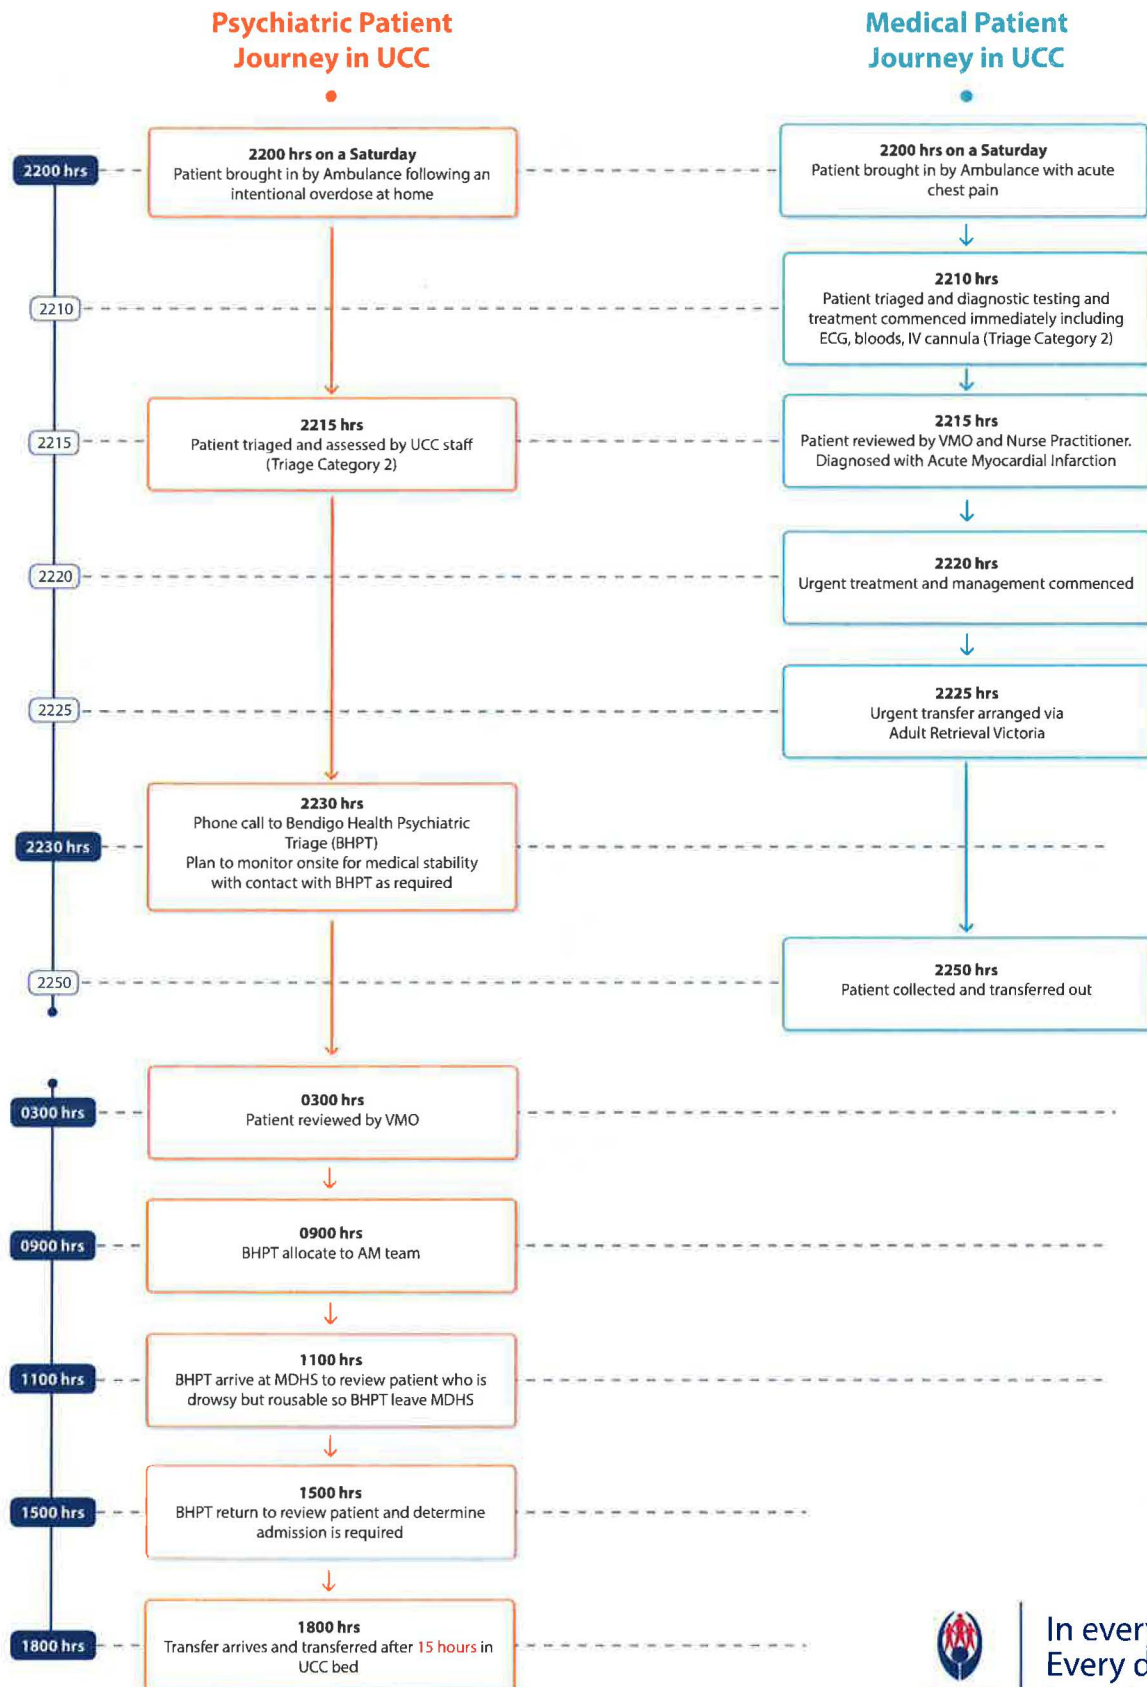 Psychiatric Patient
Journey in UCC
Medical Patient
Journey in UCC
2200 hrs
2200 hrs on a Saturday
Patient brought in by Ambulance following an
intentional overdose at home
2200 hrs on a Saturday
Patient brought in by Ambulance with acute
chest pain
2210
2210 hrs
Patient triaged and diagnostic testing and
treatment commenced immediately including
ECG, bloods, IV cannula (Triage Category 2)
2215
2215 hrs
Patient triaged and assessed by UCC staff
(Triage Category 2)
2215 hrs
Patient reviewed by VMO and Nurse Practitioner.
Diagnosed with Acute Myocardial Infarction
2220
2220 hrs
Urgent treatment and management commenced
2225
2225 hrs
Urgent transfer arranged via
Adult Retrieval Victoria
2230 hrs
2230 hrs
Phone call to Bendigo Health Psychiatric
Triage (BHPT)
Plan to monitor onsite for medical stability
with contact with BHPT as required
2250
2250 hrs
Patient collected and transferred out
0300 hrs
0300 hrs
Patient reviewed by VMO
0900 hrs
0900 hrs
BHPT allocate to AM team
1100 hrs
1100 hrs
BHPT arrive at MDHS to review patient who is
drowsy but rousable so BHPT leave MDHS
1500 hrs
1500 hrs
BHPT return to review patient and determine
admission is required
1800 hrs
1800 hrs
Transfer arrives and transferred after 15 hours in
UCC bed
In every
Every d